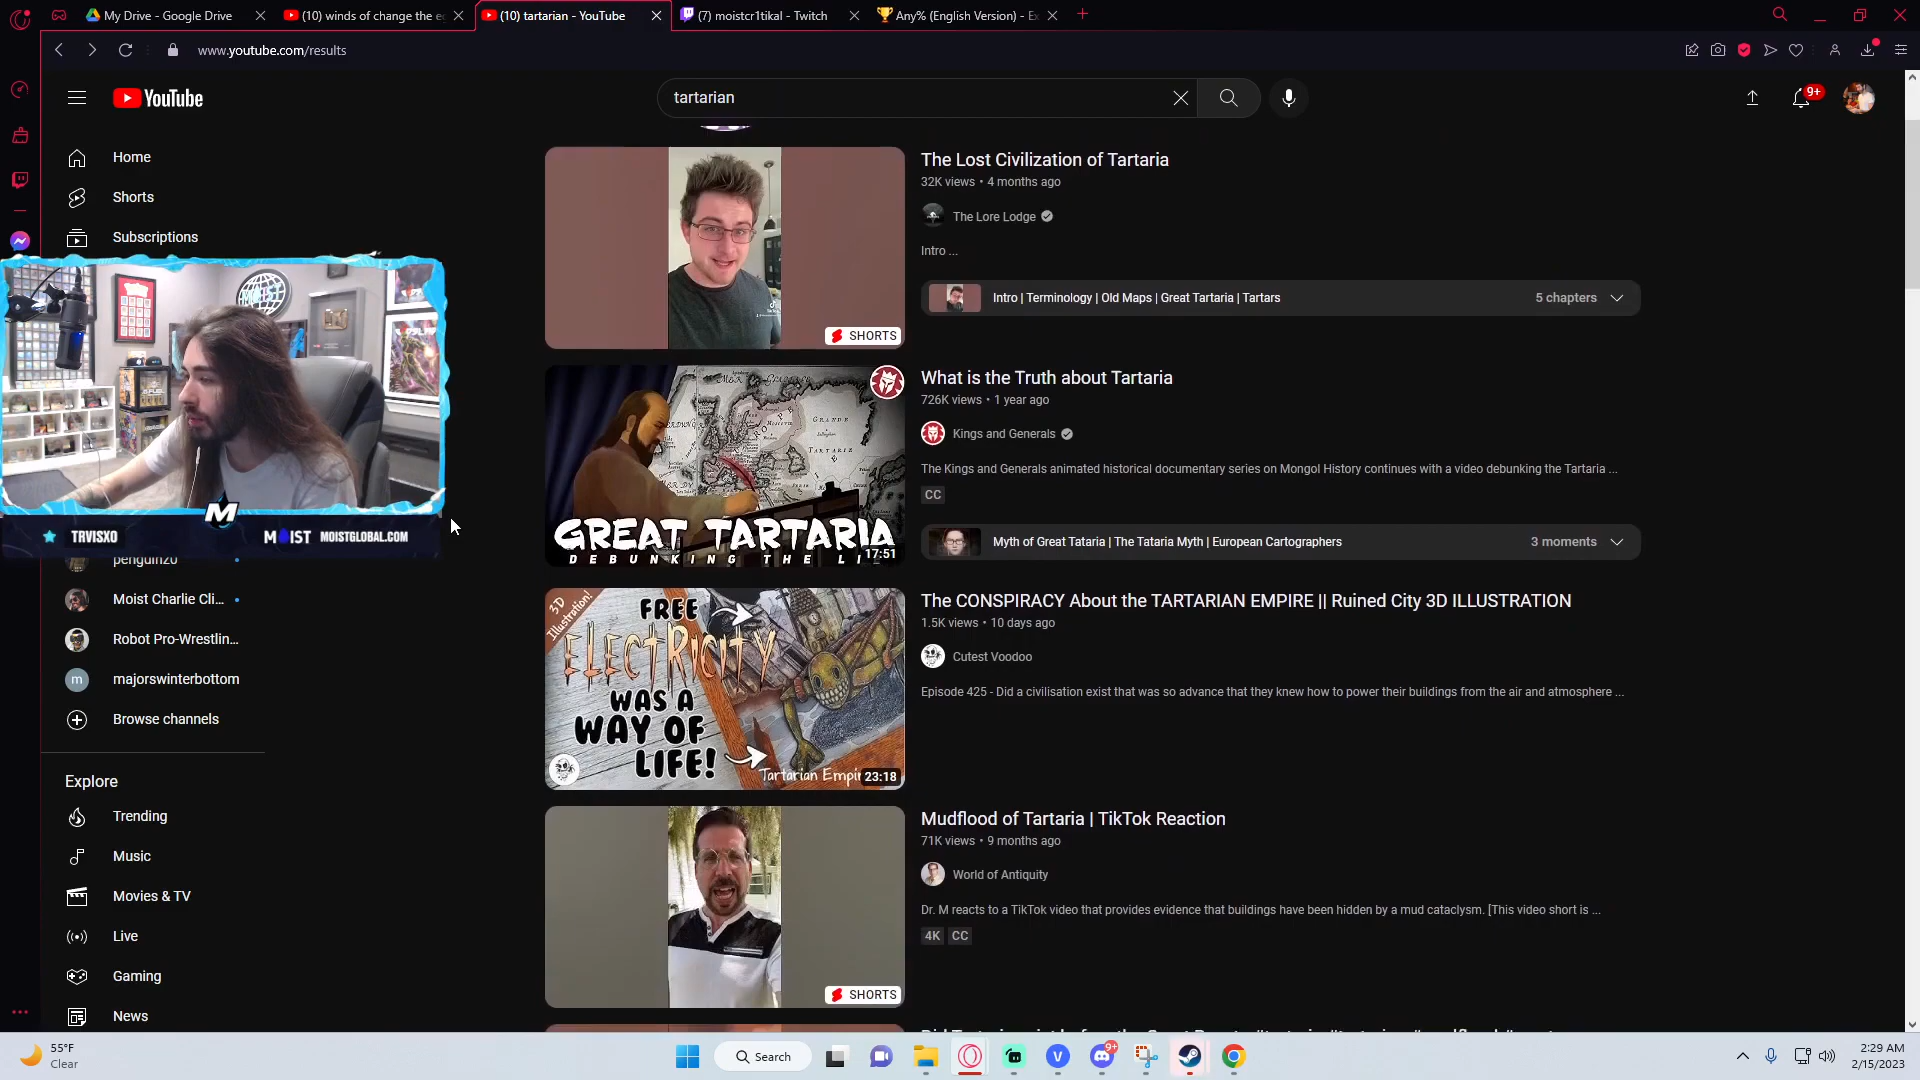 My Drive - Google Drive
(10) winds of change the e
(10) tartarian - YouTube
(7) moistcr1tikal - Twitch
Any% (English Version) - Ex
www.youtube.com/results
YouTube
tartarian
9+
Home
Shorts
Subscriptions
MOIST
TRVISXO
M
MOIST
MOISTGLOBAL.COM
penguinz0
Moist Charlie Cli...
Robot Pro-Wrestlin...
m
majorswinterbottom
Browse channels
Explore
Trending
Music
Movies & TV
Live
Gaming
News
The Lost Civilization of Tartaria
32K views • 4 months ago
The Lore Lodge
Intro ...
Intro | Terminology | Old Maps | Great Tartaria | Tartars
5 chapters
SHORTS
What is the Truth about Tartaria
726K views • 1 year ago
Kings and Generals
The Kings and Generals animated historical documentary series on Mongol History continues with a video debunking the Tartaria ...
CC
GREAT TARTARIA
DEBUNKING THE LI
17:51
Myth of Great Tataria | The Tataria Myth | European Cartographers
3 moments
3D Illustration!
FREE
ELECTRICITY
WAS A
WAY OF
LIFE!
Tartarian Empir
23:18
The CONSPIRACY About the TARTARIAN EMPIRE || Ruined City 3D ILLUSTRATION
1.5K views • 10 days ago
Cutest Voodoo
Episode 425 - Did a civilisation exist that was so advance that they knew how to power their buildings from the air and atmosphere ...
Mudflood of Tartaria | TikTok Reaction
71K views • 9 months ago
World of Antiquity
Dr. M reacts to a TikTok video that provides evidence that buildings have been hidden by a mud cataclysm. [This video short is ...
4K CC
SHORTS
55°F
Clear
Search
9+
2:29 AM
2/15/2023